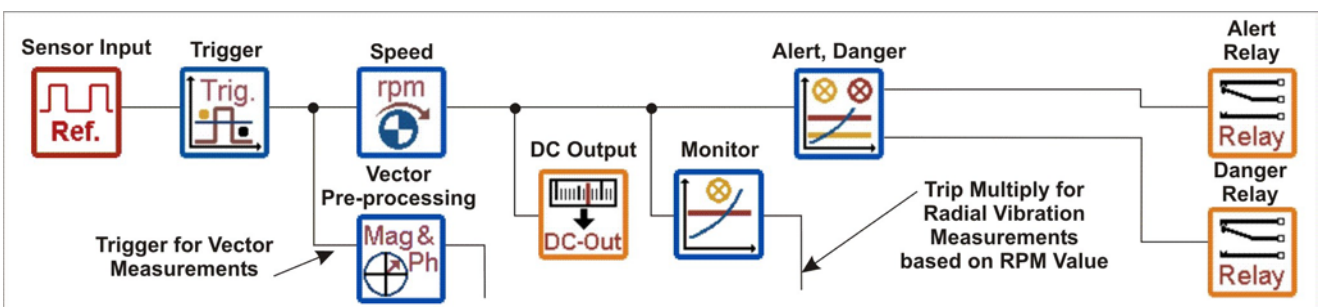 Sensor Input
Ref.
Trigger
Trig.
Speed
rpm
Vector
Pre-processing
Mag &
Ph
Trigger for Vector
Measurements
DC Output
DC-Out
Monitor
Alert, Danger
Trip Multiply for
Radial Vibration
Measurements
based on RPM Value
Alert
Relay
Relay
Danger
Relay
Relay